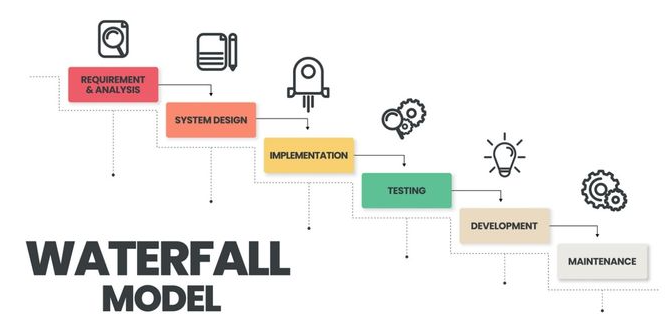 REQUIREMENT
& ANALYSIS
SYSTEM DESIGN
IMPLEMENTATION
TESTING
DEVELOPMENT
MAINTENANCE
WATERFALL
MODEL